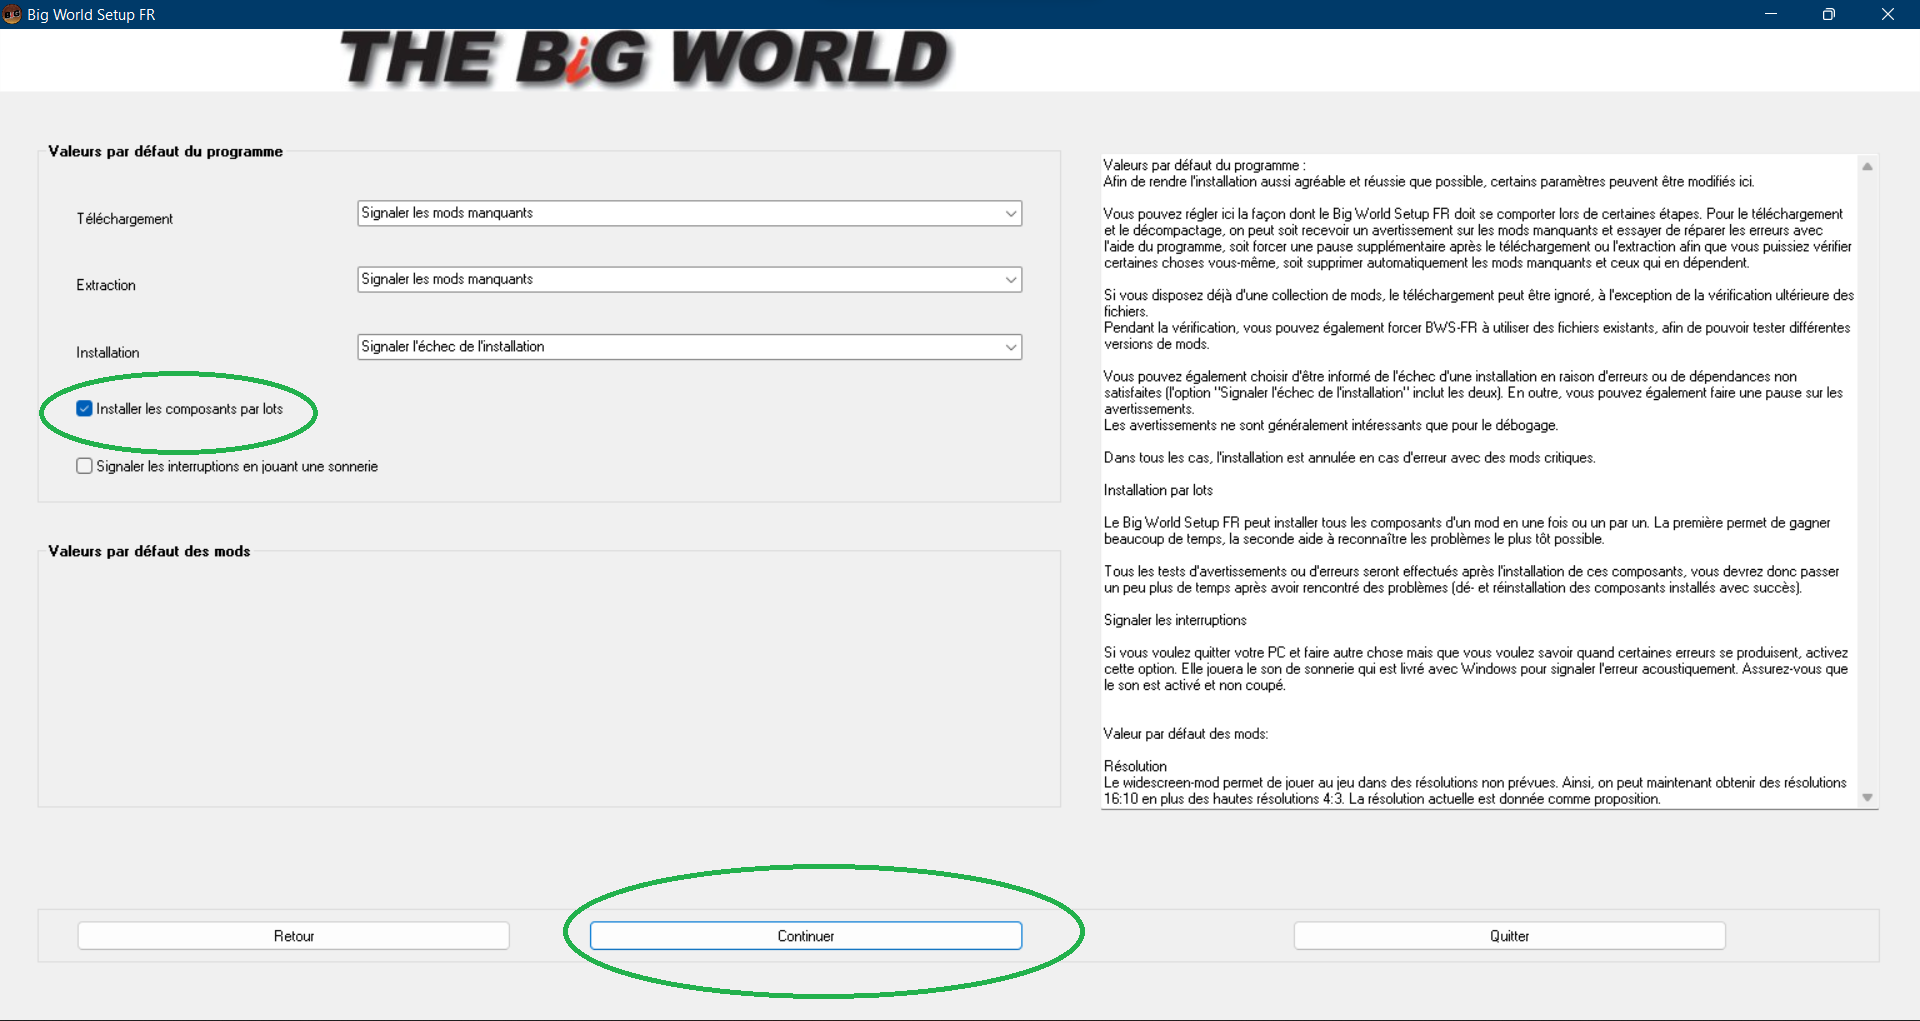 Big World Setup FR
THE BiG WORLD
Valeurs par défaut du programme
Téléchargement
Signaler les mods manquants
Extraction
Signaler les mods manquants
Installation
Signaler l'échec de l'installation
Installer les composants par lots
Signaler les interruptions en jouant une sonnerie
Valeurs par défaut des mods
Valeurs par défaut du programme :
Afin de rendre l'installation aussi agréable et réussie que possible, certains paramètres peuvent être modifiés ici.
Vous pouvez régler ici la façon dont le Big World Setup FR doit se comporter lors de certaines étapes. Pour le téléchargement
et le décompactage, on peut soit recevoir un avertissement sur les mods manquants et essayer de réparer les erreurs avec
l'aide du programme, soit forcer une pause supplémentaire après le téléchargement ou l'extraction afin que vous puissiez vérifier
certaines choses vous-même, soit supprimer automatiquement les mods manquants et ceux qui en dépendent.
Si vous disposez déjà d'une collection de mods, le téléchargement peut être ignoré, à l'exception de la vérification ultérieure des
fichiers.
Pendant la vérification, vous pouvez également forcer BWS-FR à utiliser des fichiers existants, afin de pouvoir tester différentes
versions de mods.
Vous pouvez également choisir d'être informé de l'échec d'une installation en raison d'erreurs ou de dépendances non
satisfaites (l'option "Signaler l'échec de l'installation" inclut les deux). En outre, vous pouvez également faire une pause sur les
avertissements.
Les avertissements ne sont généralement intéressants que pour le débogage.
Dans tous les cas, l'installation est annulée en cas d'erreur avec des mods critiques.
Installation par lots
Le Big World Setup FR peut installer tous les composants d'un mod en une fois ou un par un. La première permet de gagner
beaucoup de temps, la seconde aide à reconnaître les problèmes le plus tôt possible.
Tous les tests d'avertissements ou d'erreurs seront effectués après l'installation de ces composants, vous devrez donc passer
un peu plus de temps après avoir rencontré des problèmes (dé- et réinstallation des composants installés avec succès).
Signaler les interruptions
Si vous voulez quitter votre PC et faire autre chose mais que vous voulez savoir quand certaines erreurs se produisent, activez
cette option. Elle jouera le son de sonnerie qui est livré avec Windows pour signaler l'erreur acoustiquement. Assurez-vous que
le son est activé et non coupé.
Valeur par défaut des mods:
Résolution
Le widescreen-mod permet de jouer au jeu dans des résolutions non prévues. Ainsi, on peut maintenant obtenir des résolutions
16:10 en plus des hautes résolutions 4:3. La résolution actuelle est donnée comme proposition.
Retour
Continuer
Quitter